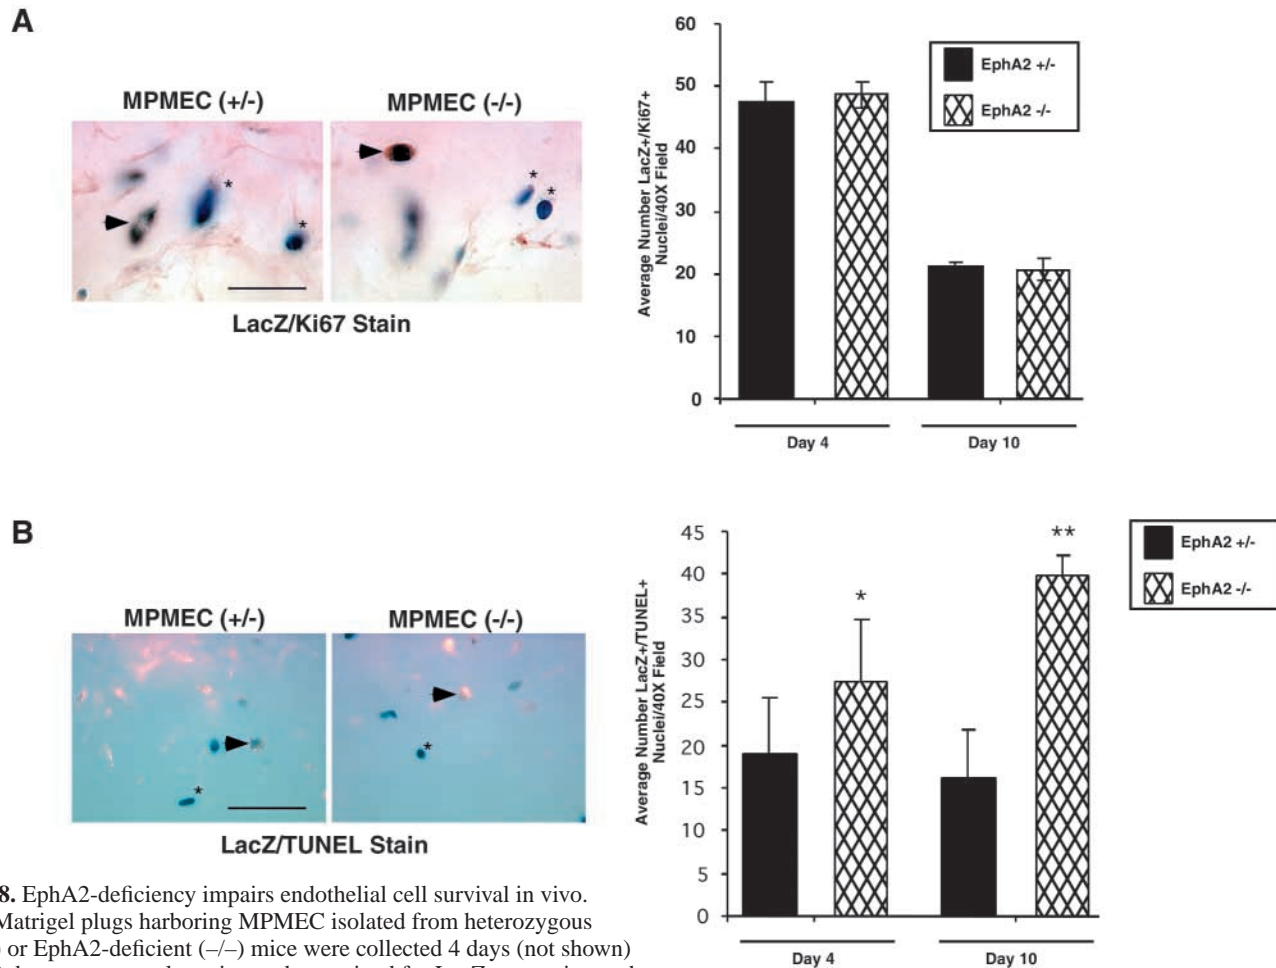 A
MPMEC (+/-)
MPMEC (-/-)
*
*
*
*
LacZ/Ki67 Stain
Average Number LacZ+/Ki67+
Nuclei/40X Field
60
50
40
30
20
10
0
EphA2 +/-
EphA2 -/-
Day 4
Day 10
B
MPMEC (+/-)
MPMEC (-/-)
*
*
LacZ/TUNEL Stain
Average Number LacZ+/TUNEL+
Nuclei/40X Field
45
40
35
30
25
20
15
10
5
0
*
**
EphA2 +/-
EphA2 -/-
Day 4
Day 10
8. EphA2-deficiency impairs endothelial cell survival in vivo.
Matrigel plugs harboring MPMEC isolated from heterozygous
) or EphA2-deficient (–/–) mice were collected 4 days (not shown)